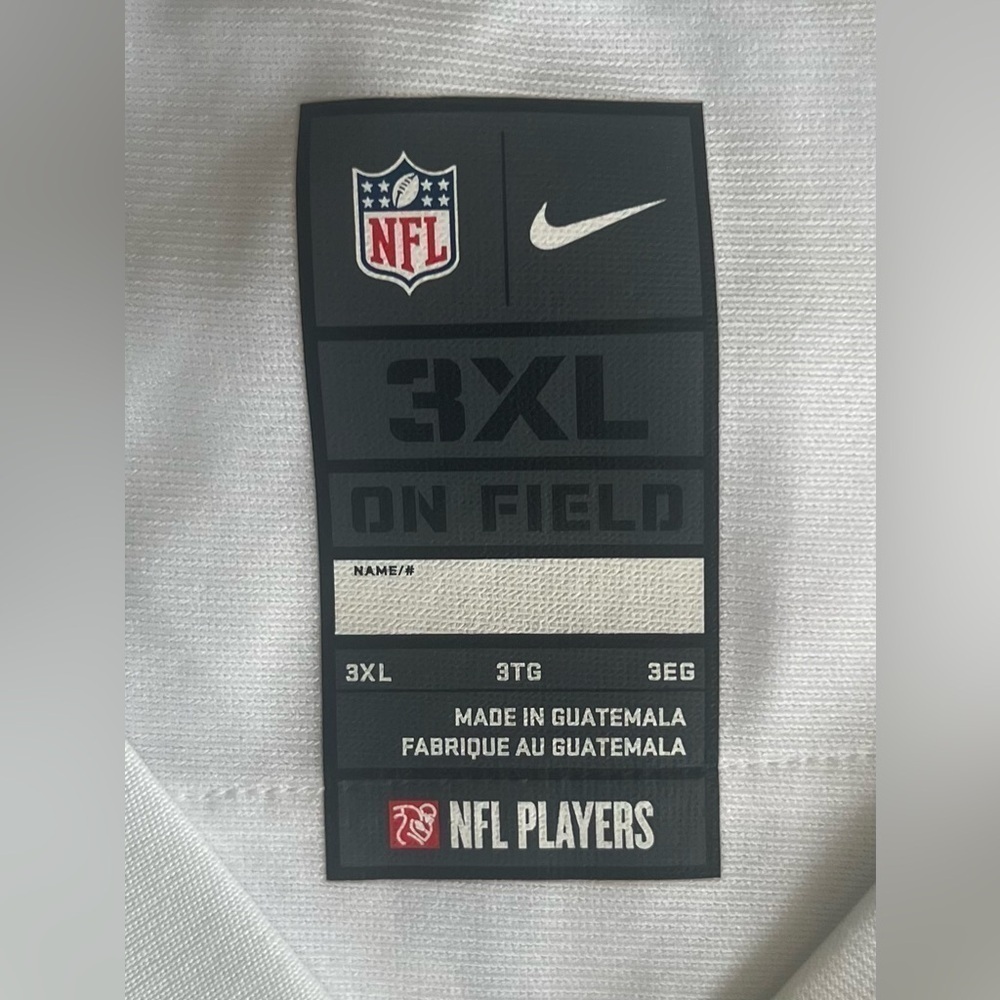 NFL
3XL
ON FIELD
NAME/#
3XL 3TG 3EG
MADE IN GUATEMALA
FABRIQUE AU GUATEMALA
NFL PLAYERS